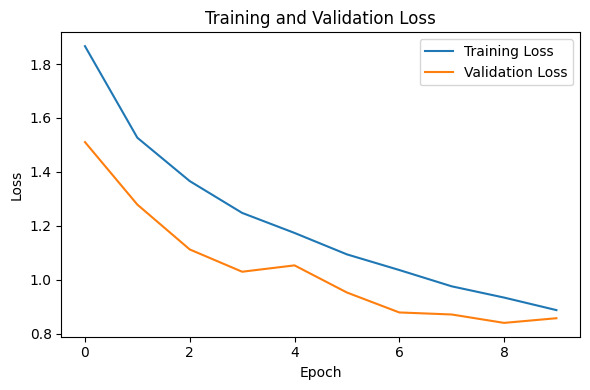 Training and Validation Loss
Training Loss
Validation Loss
1.8
1.6
1.4
1.2
1.0
0.8
Loss
0 2 4 6 8
Epoch